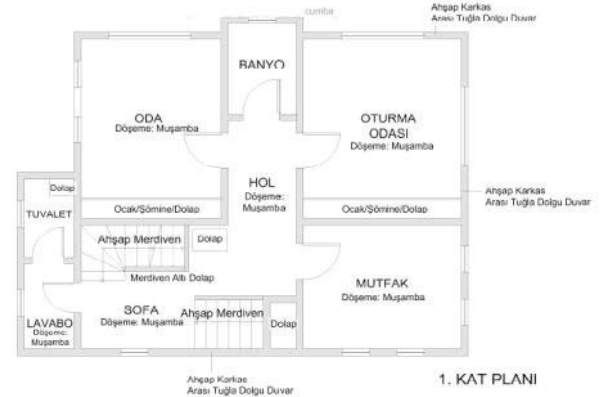 cumba
Ahşap Karkas
Arası Tuğla Dolgu Duvar
BANYO
ODA
Döşeme: Muşamba
OTURMA
ODASI
Döşeme: Muşamba
HOL
Döşeme:
Muşamba
Dolap
TUVALET
Ocak/Şömine/Dolap
Ocak/Şömine/Dolap
Ahşap Karkas
Arası Tuğla Dolgu Duvar
Ahşap Merdiven
Dolap
Merdiven Altı Dolap
MUTFAK
Döşeme: Muşamba
SOFA
Döşeme: Muşamba
Ahşap Merdiven
Dolap
LAVABO
Döşeme:
Muşamba
Ahşap Karkas
Arası Tuğla Dolgu Duvar
1. KAT PLANI